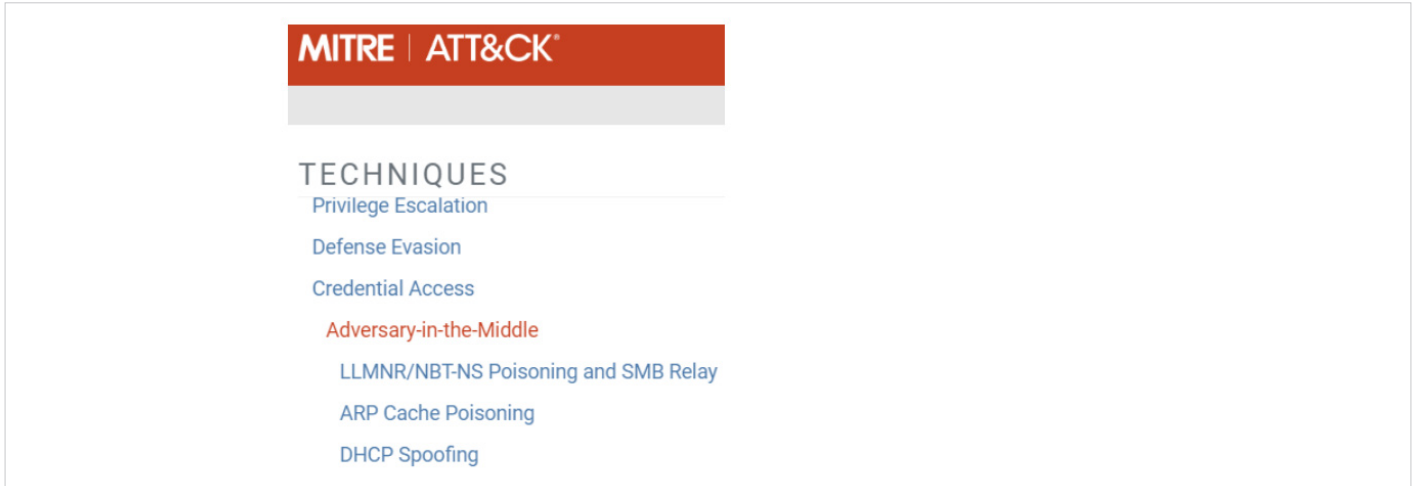 MITRE | ATT&CK®
TECHNIQUES
Privilege Escalation
Defense Evasion
Credential Access
Adversary-in-the-Middle
LLMNR/NBT-NS Poisoning and SMB Relay
ARP Cache Poisoning
DHCP Spoofing